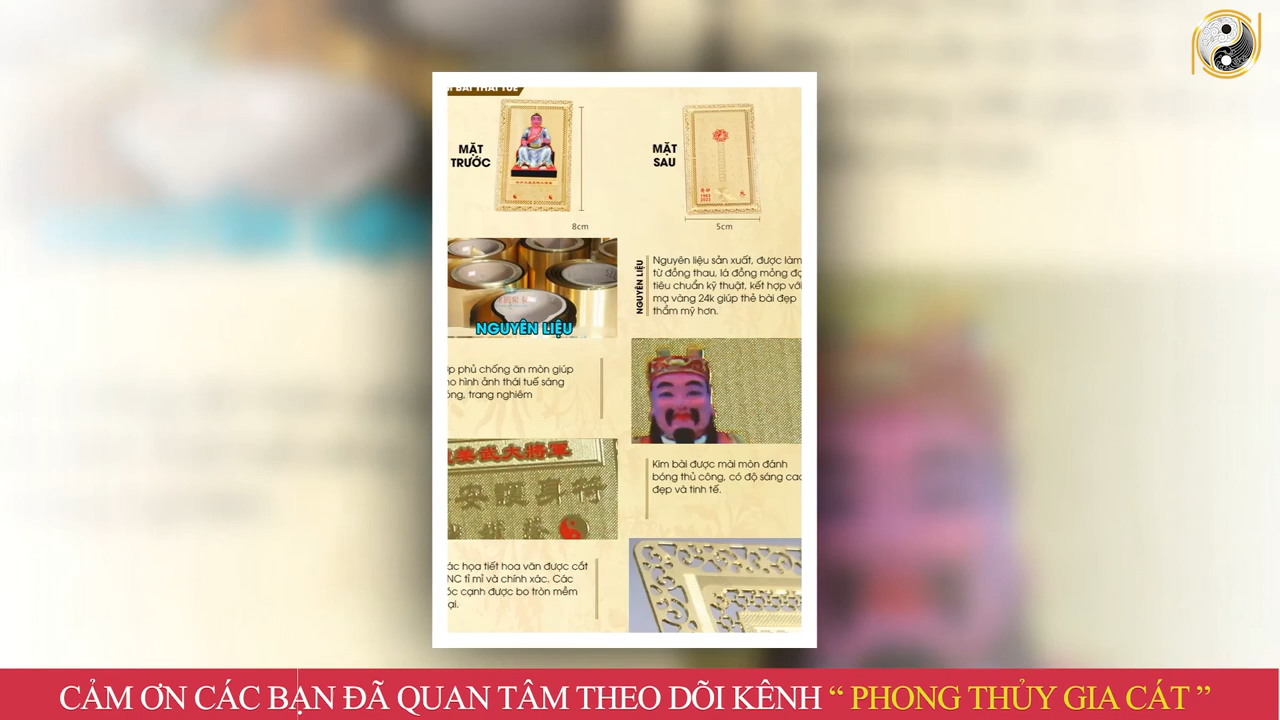 MẶT
TRƯỚC
MẶT
SAU
8cm
5cm
NGUYÊN LIỆU
NGUYÊN LIỆU
Nguyên liệu sản xuất, được làm
từ đồng thau, lá đồng mỏng
tiêu chuẩn kỹ thuật, kết hợp với
mạ vàng 24k giúp thẻ bài đẹp
thẩm mỹ hơn.
phủ chống ăn mòn giúp
hình ảnh thái tuế sáng
trang nghiêm
姜武大將軍
安護身符
Kim bài được mài mòn đánh
bóng thủ công, có độ sáng
đẹp và tinh tế.
họa tiết hoa văn được cắt
tỉ mỉ và chính xác. Các
cạnh được bo tròn mềm
CẢM ƠN CÁC BẠN ĐÃ QUAN TÂM THEO DÕI KÊNH “ PHONG THỦY GIA CÁT ”